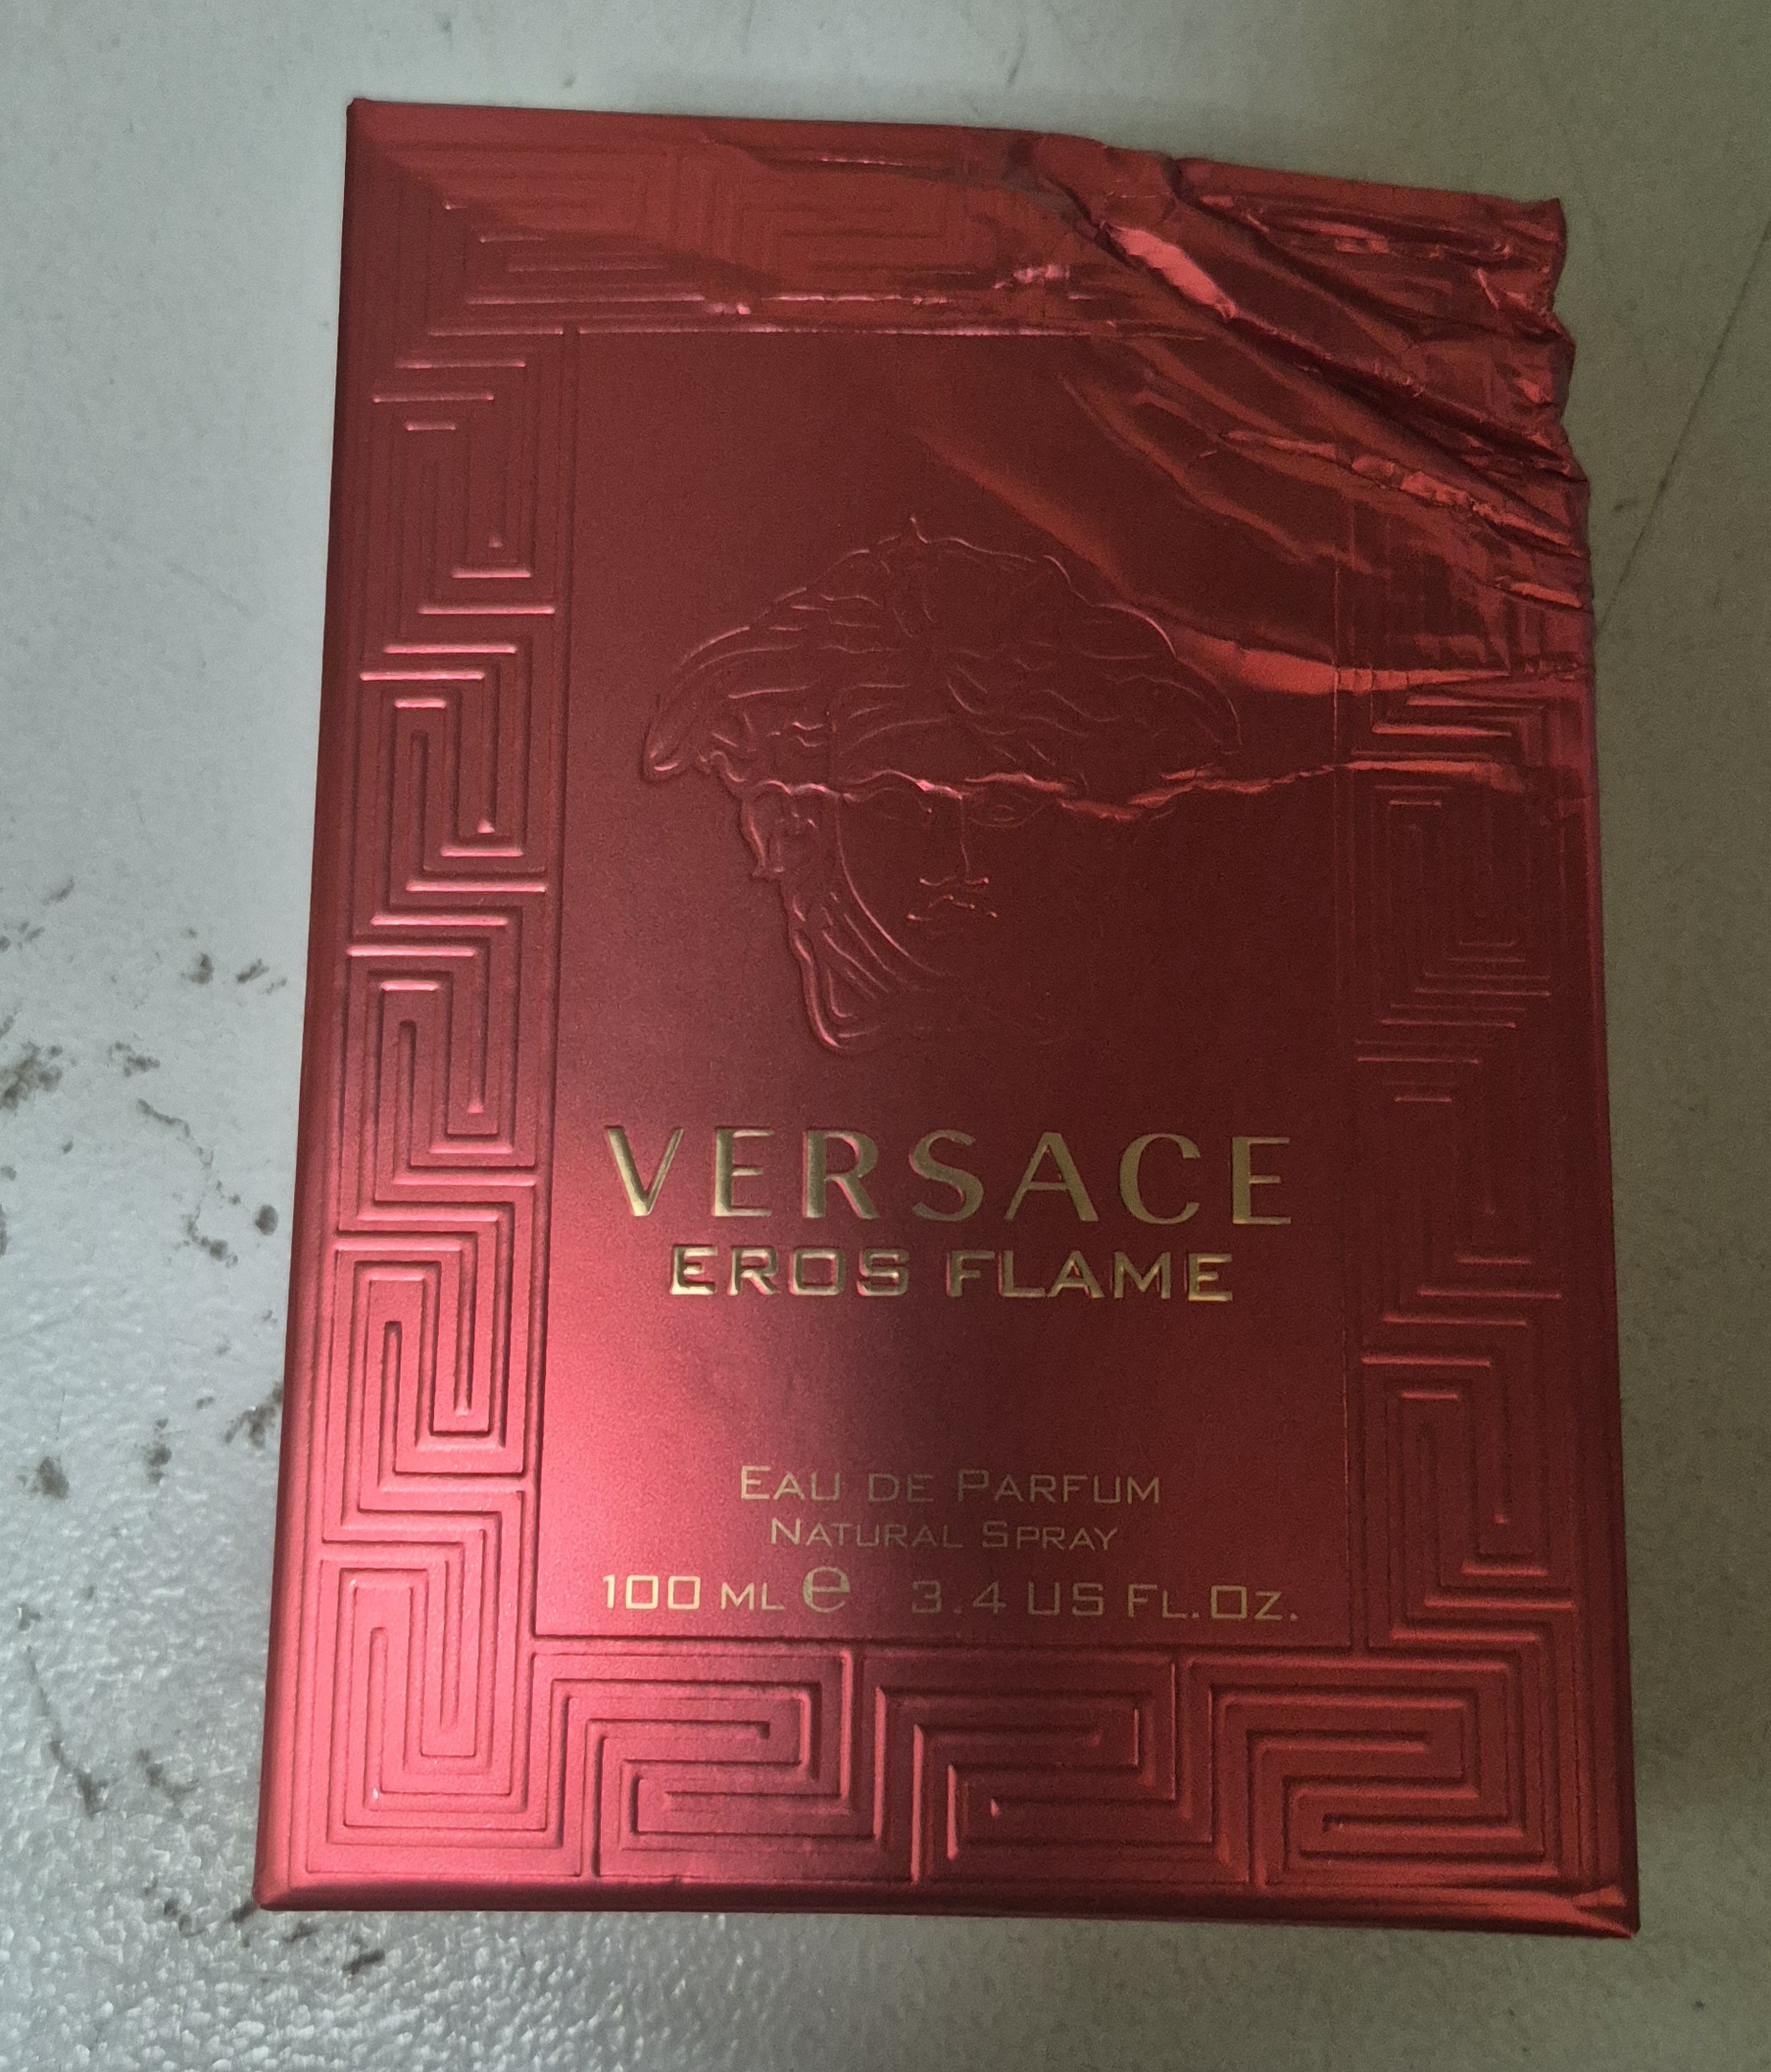 VERSACE
EROS FLAME
EAU DE PARFUM
NATURAL SPRAY
100 ML ℮ 3.4 US FL.OZ.